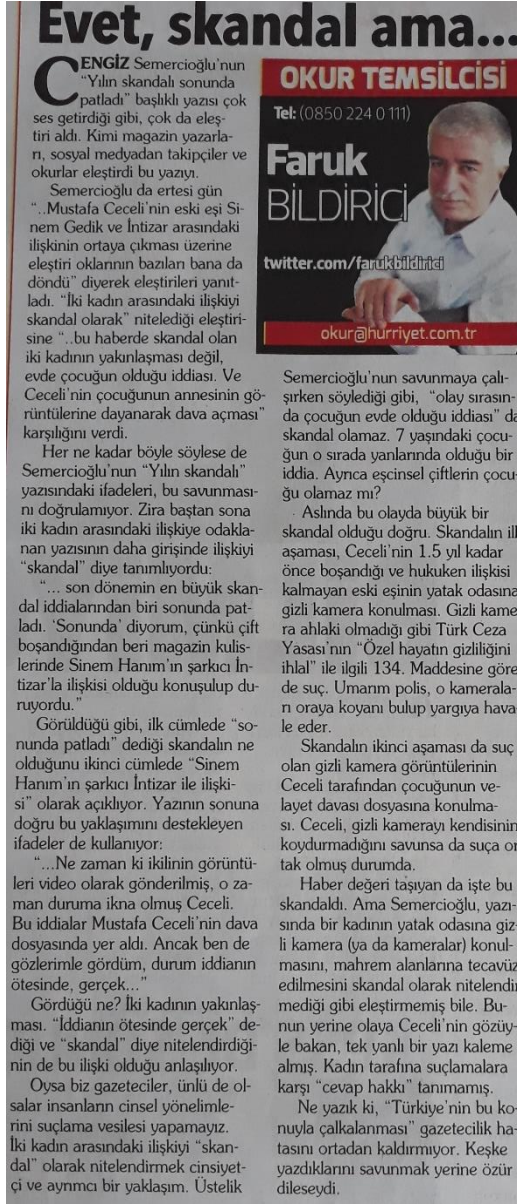 Evet, skandal ama...
CENGİZ Semercioğlu'nun
"Yılın skandalı sonunda
patladı" başlıklı yazısı çok
ses getirdiği gibi, çok da eleş-
tiri aldı. Kimi magazin yazarla-
rı, sosyal medyadan takipçiler ve
okurlar eleştirdi bu yazıyı.
Semercioğlu da ertesi gün
"..Mustafa Ceceli'nin eski eşi Si-
nem Gedik ve İntizar arasındaki
ilişkinin ortaya çıkması üzerine
eleştiri oklarının bazıları bana da
döndü" diyerek eleştirileri yanıt-
ladı. "İki kadın arasındaki ilişkiyi
skandal olarak" nitelediği eleştiri-
sine "..bu haberde skandal olan
iki kadının yakınlaşması değil,
evde çocuğun olduğu iddiası. Ve
Ceceli'nin çocuğunun annesinin gö-
rüntülerine dayanarak dava açması"
karşılığını verdi.
Her ne kadar böyle söylese de
Semercioğlu'nun "Yılın skandalı"
yazısındaki ifadeleri, bu savunması-
nı doğrulamıyor. Zira baştan sona
iki kadın arasındaki ilişkiye odakla-
nan yazısının daha girişinde ilişkiyi
"skandal" diye tanımlıyordu:
"... son dönemin en büyük skan-
dal iddialarından biri sonunda pat-
ladı. 'Sonunda' diyorum, çünkü çift
boşandığından beri magazin kulis-
lerinde Sinem Hanım'ın şarkıcı İn-
tizar'la ilişkisi olduğu konuşulup du-
ruyordu."
Görüldüğü gibi, ilk cümlede "so-
nunda patladı" dediği skandalın ne
olduğunu ikinci cümlede "Sinem
Hanım'ın şarkıcı İntizar ile ilişki-
si" olarak açıklıyor. Yazının sonuna
doğru bu yaklaşımını destekleyen
ifadeler de kullanıyor:
"...Ne zaman ki ikilinin görüntü-
leri video olarak gönderilmiş, o za-
man duruma ikna olmuş Ceceli.
Bu iddialar Mustafa Ceceli'nin dava
dosyasında yer aldı. Ancak ben de
gözlerimle gördüm, durum iddianın
ötesinde, gerçek..."
Gördüğü ne? İki kadının yakınlaş-
ması. "İddianın ötesinde gerçek" de-
diği ve "skandal" diye nitelendirdiği-
nin de bu ilişki olduğu anlaşılıyor.
Oysa biz gazeteciler, ünlü de ol-
salar insanların cinsel yönelimle-
rini suçlama vesilesi yapamayız.
İki kadın arasındaki ilişkiyi "skan-
dal" olarak nitelendirmek cinsiyet-
çi ve ayrımcı bir yaklaşım. Üstelik
OKUR TEMSİLCİSİ
Tel: (0850 224 0 111)
Faruk
BİLDİRİCİ
twitter.com/farukbildirici
okur@hurriyet.com.tr
Semercioğlu'nun savunmaya çalı-
şırken söylediği gibi, "olay sırasın-
da çocuğun evde olduğu iddiası" da
skandal olamaz. 7 yaşındaki çocu-
ğun o sırada yanlarında olduğu bir
iddia. Ayrıca eşcinsel çiftlerin çocu-
ğu olamaz mı?
Aslında bu olayda büyük bir
skandal olduğu doğru. Skandalın ilk
aşaması, Ceceli'nin 1.5 yıl kadar
önce boşandığı ve hukuken ilişkisi
kalmayan eski eşinin yatak odasına
gizli kamera konulması. Gizli kame-
ra ahlaki olmadığı gibi Türk Ceza
Yasası'nın "Özel hayatın gizliliğini
ihlal" ile ilgili 134. Maddesine göre
de suç. Umarım polis, o kamerala-
rı oraya koyanı bulup yargıya hava-
le eder.
Skandalın ikinci aşaması da suç
olan gizli kamera görüntülerinin
Ceceli tarafından çocuğunun ve-
layet davası dosyasına konulma-
sı. Ceceli, gizli kamerayı kendisinin
koydurmadığını savunsa da suça or-
tak olmuş durumda.
Haber değeri taşıyan da işte bu
skandaldı. Ama Semercioğlu, yazı-
sında bir kadının yatak odasına giz-
li kamera (ya da kameralar) konul-
masını, mahrem alanlarına tecavüz
edilmesini skandal olarak nitelendir-
mediği gibi eleştirmemiş bile. Bu-
nun yerine olaya Ceceli'nin gözüy-
le bakan, tek yanlı bir yazı kaleme
almış. Kadın tarafına suçlamalara
karşı "cevap hakkı" tanımamış.
Ne yazık ki, "Türkiye'nin bu ko-
nuyla çalkalanması" gazetecilik ha-
tasını ortadan kaldırmıyor. Keşke
yazdıklarını savunmak yerine özür
dileseydi.